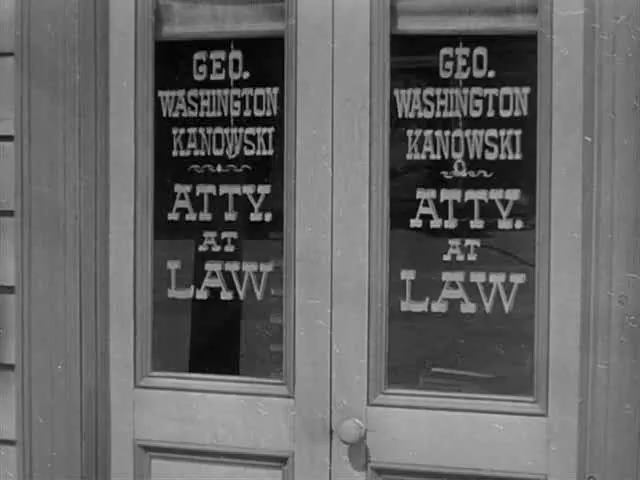 GEO.
WASHINGTON
KANOWSKI
ATTY.
AT
LAW
GEO.
WASHINGTON
KANOWSKI
ATTY.
AT
LAW